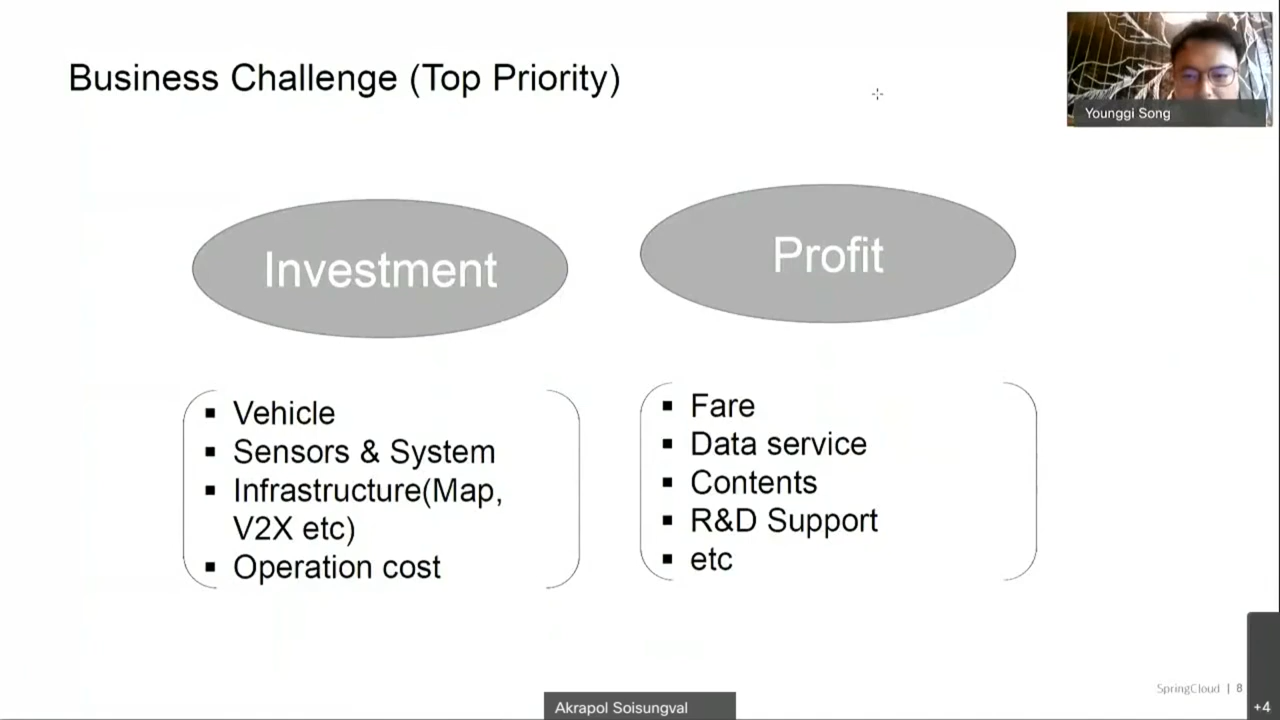 Business Challenge (Top Priority)
Younggi Song
Investment
Profit
▪ Vehicle
▪ Sensors & System
▪ Infrastructure(Map,
V2X etc)
▪ Operation cost
▪ Fare
▪ Data service
▪ Contents
▪ R&D Support
▪ etc
SpringCloud | 8
Akrapol Soisungval
+4